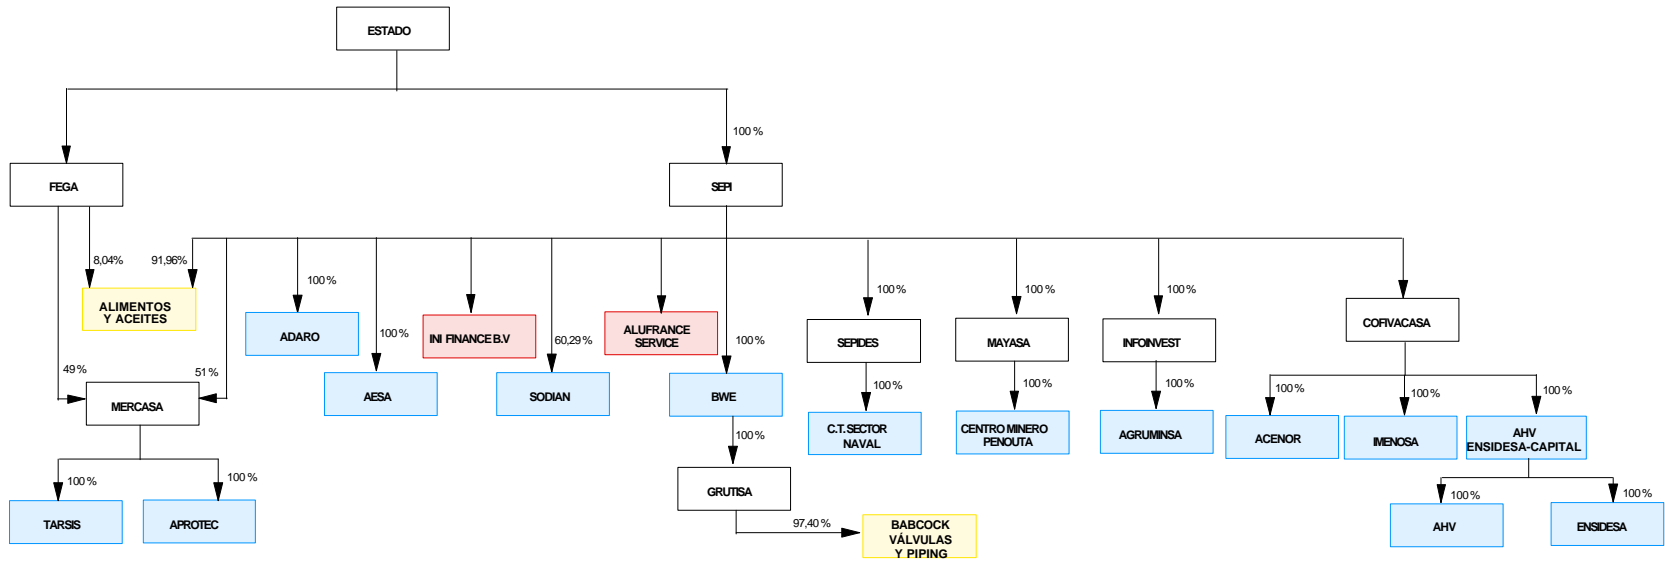 ESTADO
100 %
FEGA
SEPI
8,04%
91,96%
ALIMENTOS
Y ACEITES
100 %
ADARO
100 %
AESA
INI FINANCE B.V
60,29 %
SODIAN
ALUFRANCE
SERVICE
100 %
BWE
100 %
SEPIDES
100 %
MAYASA
100 %
INFOINVEST
COFIVACASA
49 %
51 %
MERCASA
100 %
C.T. SECTOR
NAVAL
100 %
CENTRO MINERO
PENOUTA
100 %
AGRUMINSA
100 %
ACENOR
100 %
IMENOSA
100 %
AHV
ENSIDESA-CAPITAL
100 %
GRUTISA
100 %
TARSIS
100 %
APROTEC
97,40 %
BABCOCK
VÁLVULAS
Y PIPING
100 %
AHV
100 %
ENSIDESA